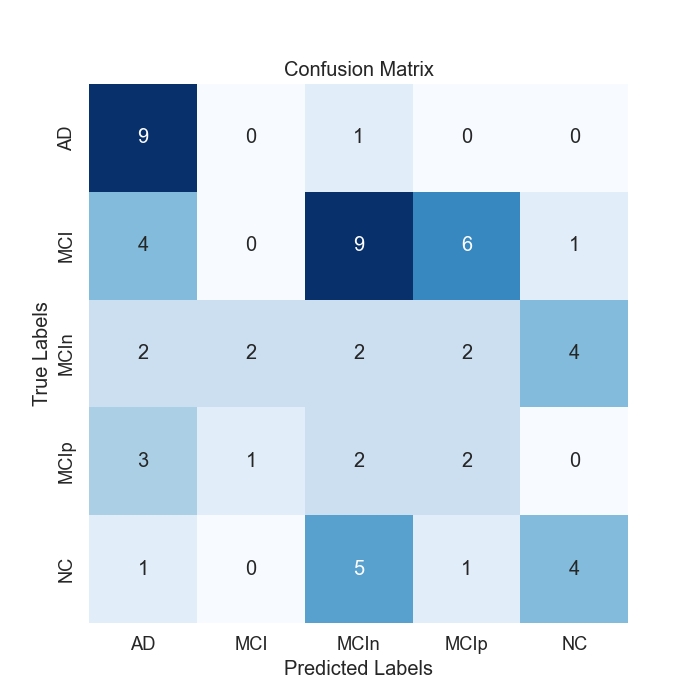 Confusion Matrix
True Labels
AD 9 0 1 0 0
MCI 4 0 9 6 1
MCIn 2 2 2 2 4
MCIp 3 1 2 2 0
NC 1 0 5 1 4
AD MCI MCIn MCIp NC
Predicted Labels